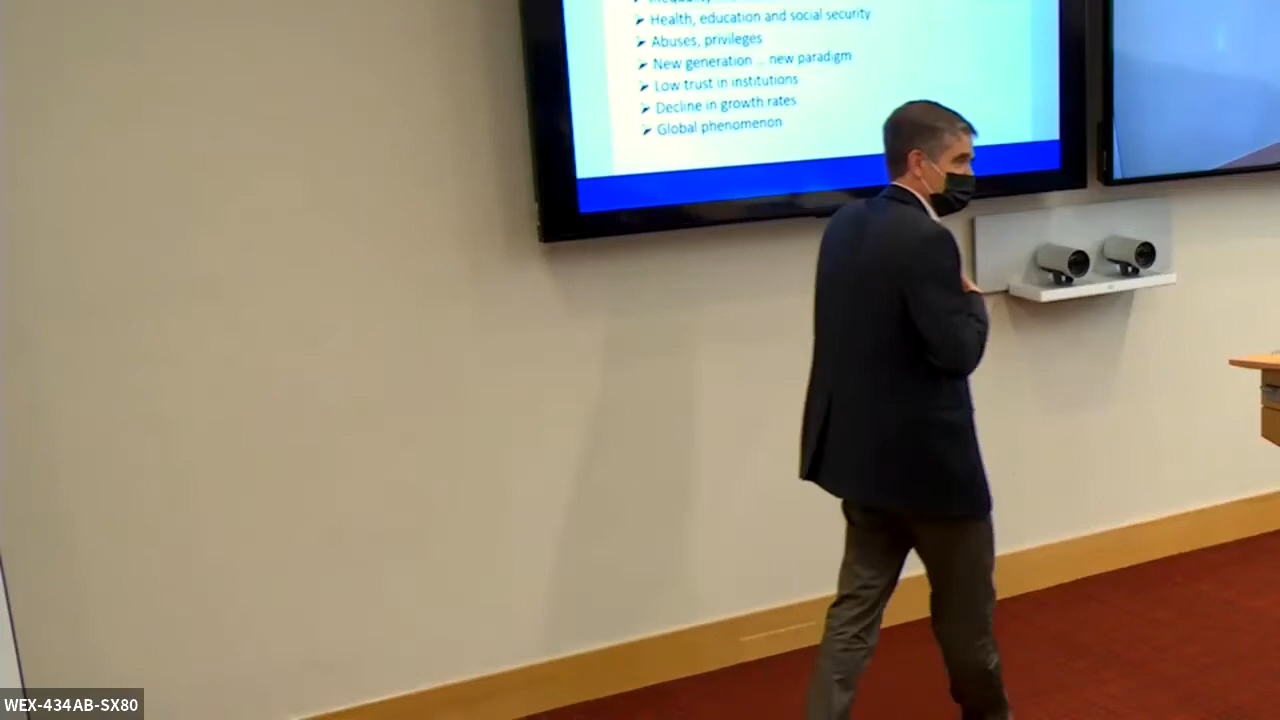 Inequality
➤ Health, education and social security
➤ Abuses, privileges
➤ New generation ... new paradigm
➤ Low trust in institutions
➤ Decline in growth rates
➤ Global phenomenon
WEX-434AB-SX80